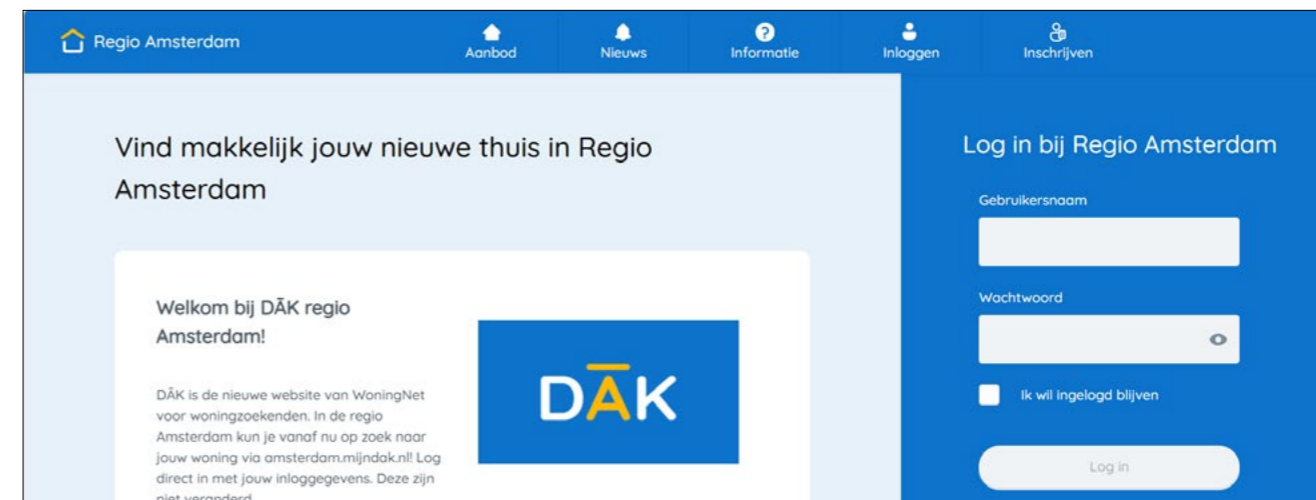 Regio Amsterdam
Aanbod
Nieuws
Informatie
Inloggen
Inschrijven
Vind makkelijk jouw nieuwe thuis in Regio
Amsterdam
Welkom bij DĀK regio
Amsterdam!
DĀK is de nieuwe website van WoningNet
voor woningzoekenden. In de regio
Amsterdam kun je vanaf nu op zoek naar
jouw woning via amsterdam.mijndak.nl! Log
direct in met jouw inloggegevens. Deze zijn
niet veranderd
DĀK
Log in bij Regio Amsterdam
Gebruikersnaam
Wachtwoord
Ik wil ingelogd blijven
Log in